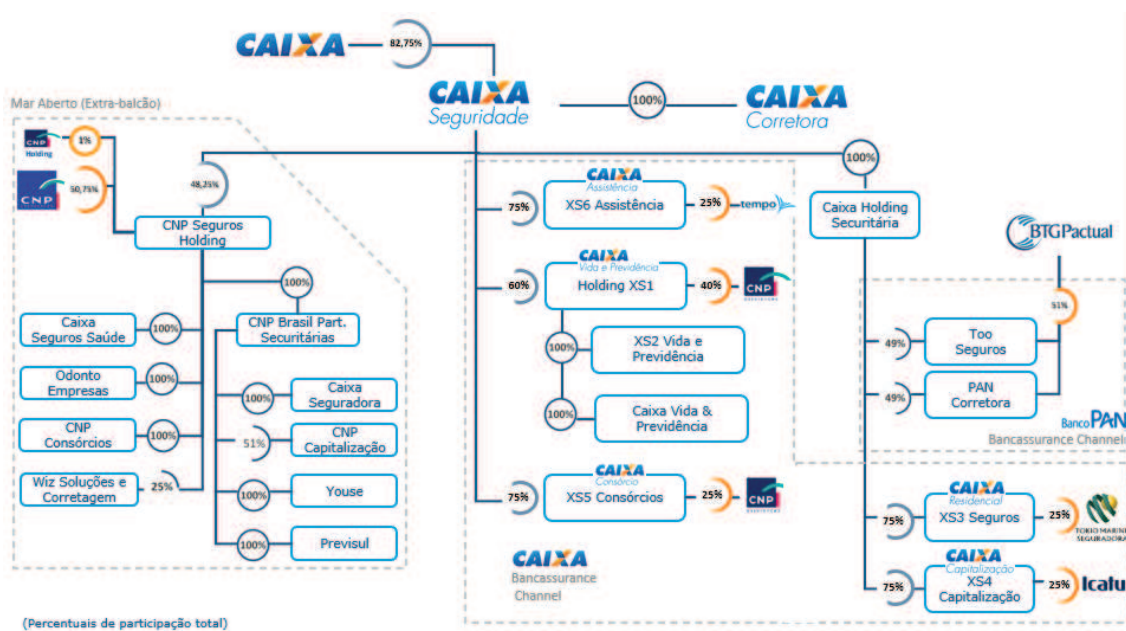 CAIXA
82,75%
Mar Aberto (Extra-balcão)
CAIXA
Seguridade
100%
CAIXA
Corretora
CNP
Holding
1%
CNP
50,75%
48,25%
CNP Seguros
Holding
100%
Caixa
Seguros Saúde
100%
CNP Brasil Part.
Securitárias
Odonto
Empresas
100%
100%
Caixa
Seguradora
CNP
Consórcios
100%
51%
CNP
Capitalização
Wiz Soluções e
Corretagem
25%
100%
Youse
100%
Previsul
CAIXA
Assistência
75%
XS6 Assistência
25%
tempo
CAIXA
Vida e Previdência
60%
Holding XS1
40%
CNP
100%
XS2 Vida e
Previdência
100%
Caixa Vida &
Previdência
CAIXA
Consórcio
75%
XS5 Consórcios
25%
CNP
CAIXA
Bancassurance
Channel
100%
Caixa Holding
Securitária
BTGPactual
51%
49%
Too
Seguros
49%
PAN
Corretora
Banco PAN
Bancassurance Channel
CAIXA
Residencial
75%
XS3 Seguros
25%
TOKIO MARINE
SEGURADORA
CAIXA
Capitalização
75%
XS4
Capitalização
25%
Icatu
(Percentuais de participação total)